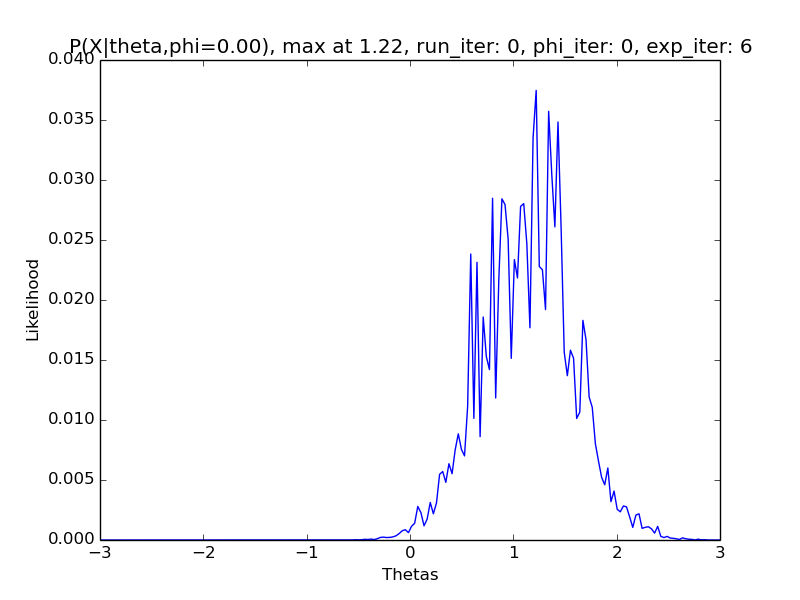 P(X|theta,phi=0.00), max at 1.22, run_iter: 0, phi_iter: 0, exp_iter: 6
0.040
0.035
0.030
0.025
0.020
0.015
0.010
0.005
0.000
Likelihood
−3 −2 −1 0 1 2 3
Thetas